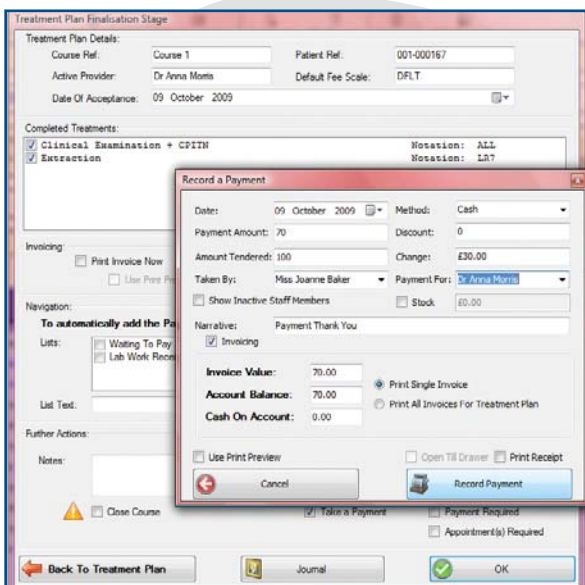 Treatment Plan Finalisation Stage
Treatment Plan Details:
Course Ref: Course 1 Patient Ref: 001-000167
Active Provider: Dr Anna Morris Default Fee Scale: DFLT
Date Of Acceptance: 09 October 2009
Completed Treatments:
Clinical Examination + CPITN Notation: ALL
Extraction Notation: LR7
Record a Payment
Date: 09 October 2009 Method: Cash
Payment Amount: 70 Discount: 0
Amount Tendered: 100 Change: £30.00
Taken By: Miss Joanne Baker Payment For: Dr Anna Morris
Show Inactive Staff Members Stock £0.00
Narrative: Payment Thank You
Invoicing
Invoice Value: 70.00
Account Balance: 70.00
Cash On Account: 0.00
Print Single Invoice
Print All Invoices For Treatment Plan
Use Print Preview Open Till Drawer Print Receipt
Cancel Record Payment
Invoicing:
Print Invoice Now
Use Print
Navigation:
To automatically add the
Lists: Waiting To Pay
Lab Work
List Text:
Further Actions:
Notes:
Close Course Take a Payment Payment Required
Appointment(s) Required
Back To Treatment Plan Journal OK